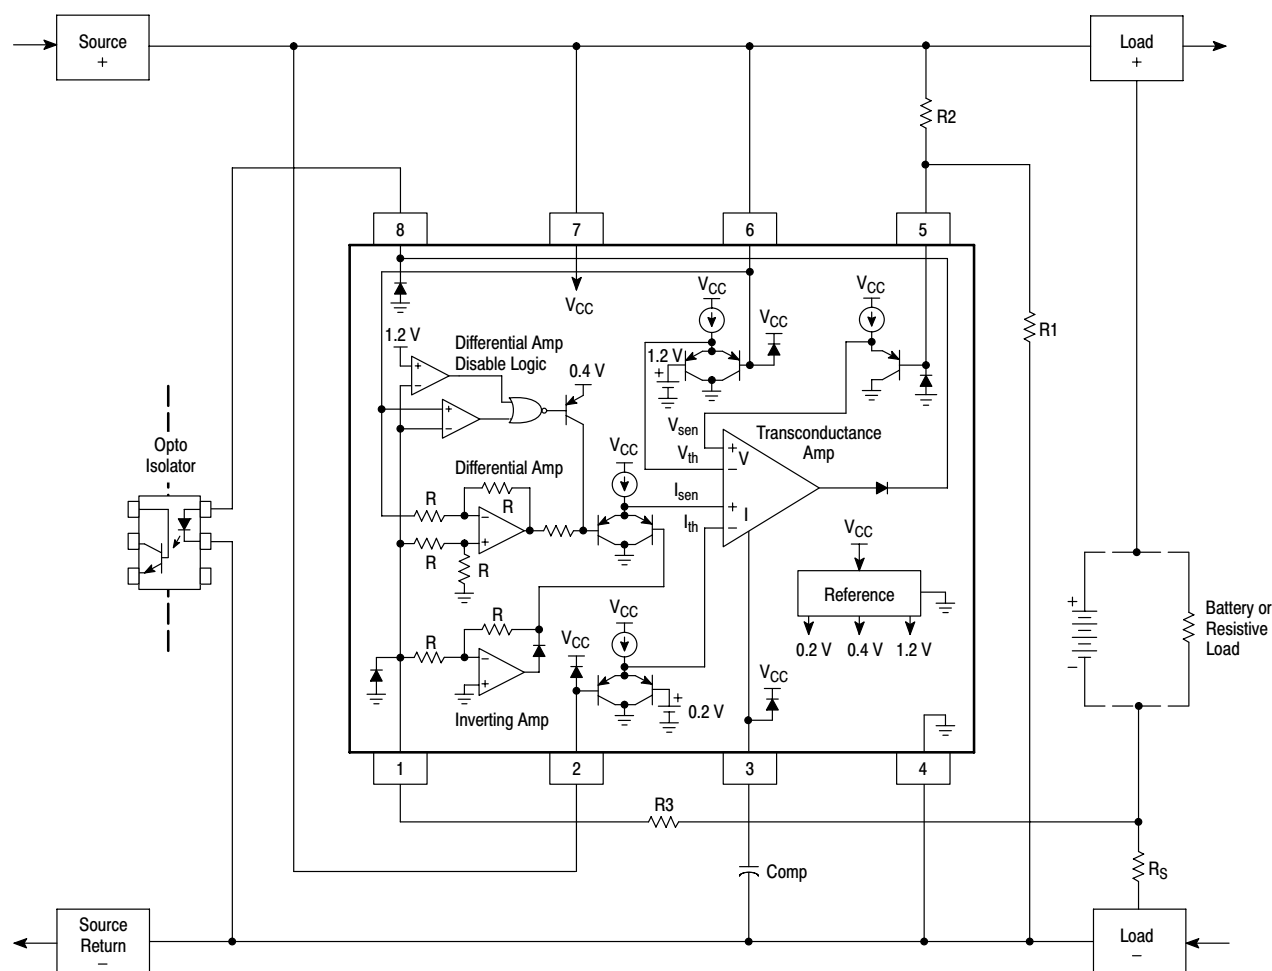 Source
+
Load
+
R2
8
7
6
5
VCC
VCC
VCC
VCC
R1
1.2 V
Differential Amp
Disable Logic
0.4 V
1.2 V
+
+
−
+
−
Opto
Isolator
Vsen
Vth
Transconductance
Amp
VCC
+
V
−
Differential Amp
Isen
+
I
−
Ith
R
R
−
+
R
R
VCC
Reference
0.2 V
0.4 V
1.2 V
+
−
Battery or
Resistive
Load
R
R
VCC
VCC
−
+
VCC
+
0.2 V
Inverting Amp
1
2
3
4
R3
Comp
RS
Source
Return
−
Load
−